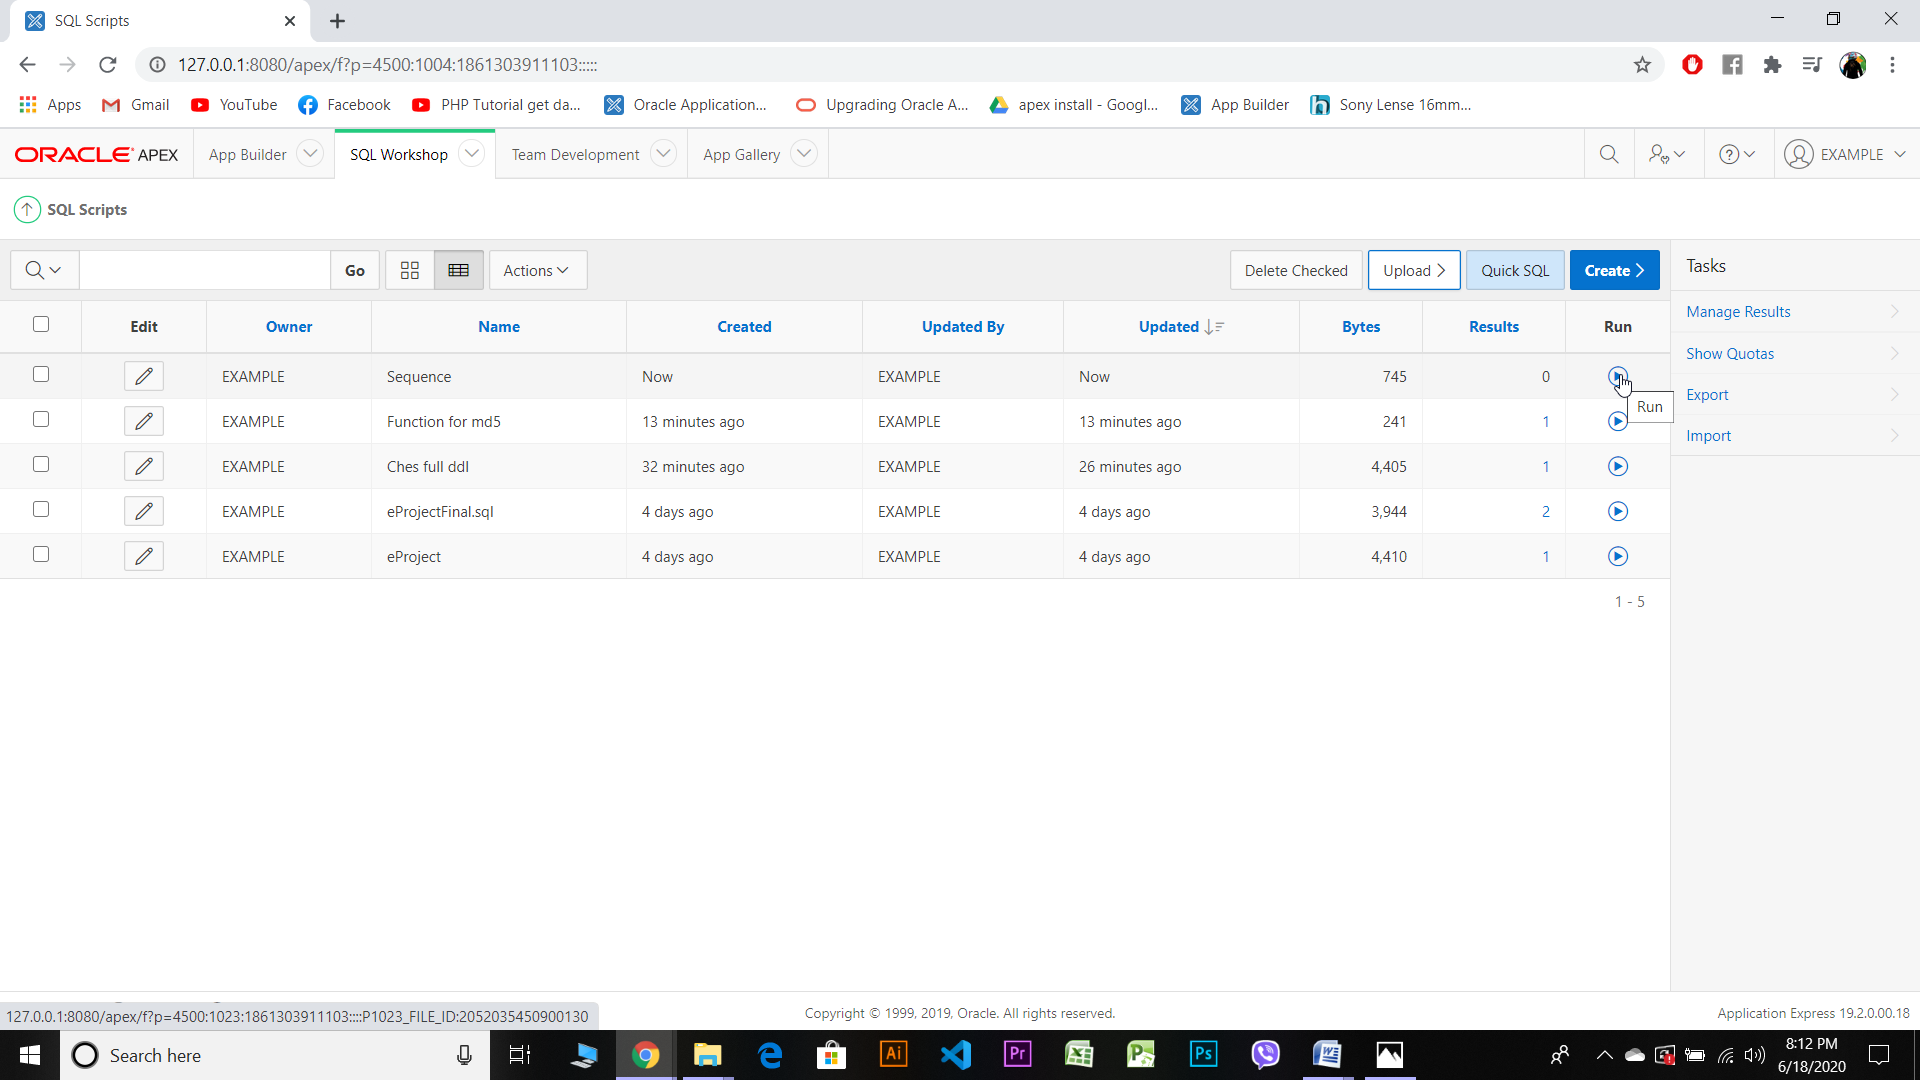 SQL Scripts
127.0.0.1:8080/apex/f?p=4500:1004:1861303911103:::::
Apps Gmail YouTube Facebook PHP Tutorial get da... Oracle Application... Upgrading Oracle A... apex install - Googl... App Builder Sony Lense 16mm...
ORACLE APEX App Builder SQL Workshop Team Development App Gallery EXAMPLE
SQL Scripts
Go Actions Delete Checked Upload Quick SQL Create Tasks
Edit Owner Name Created Updated By Updated Bytes Results Run Manage Results
Show Quotas
EXAMPLE Sequence Now EXAMPLE Now 745 0
Export
Run
EXAMPLE Function for md5 13 minutes ago EXAMPLE 13 minutes ago 241 1
Import
EXAMPLE Ches full ddl 32 minutes ago EXAMPLE 26 minutes ago 4,405 1
EXAMPLE eProjectFinal.sql 4 days ago EXAMPLE 4 days ago 3,944 2
EXAMPLE eProject 4 days ago EXAMPLE 4 days ago 4,410 1
1 - 5
127.0.0.1:8080/apex/f?p=4500:1023:1861303911103::::P1023_FILE_ID:2052035450900130 Copyright © 1999, 2019, Oracle. All rights reserved. Application Express 19.2.0.00.18
Search here Ai Pr Ps 8:12 PM
6/18/2020